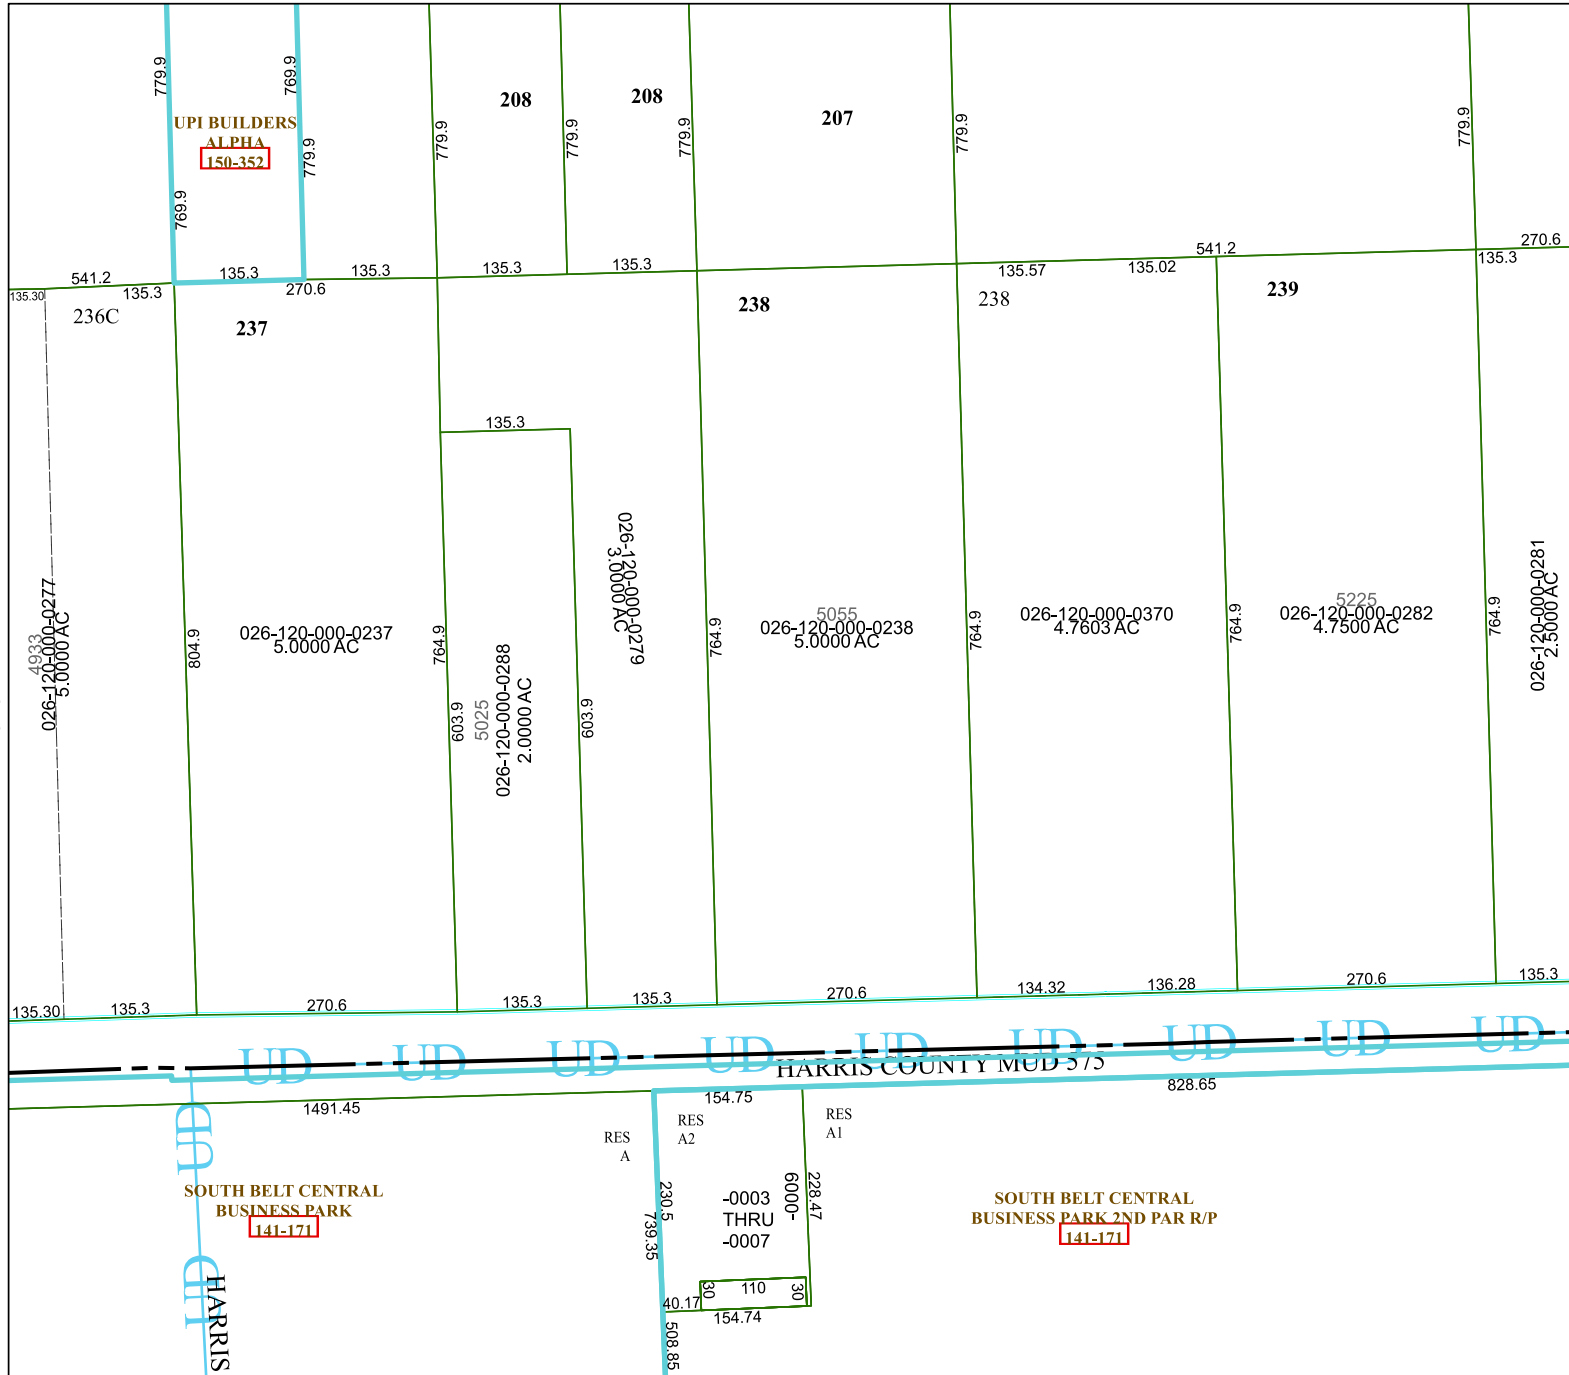 779.9
769.9
UPI BUILDERS
ALPHA
150-352
769.9
779.9
779.9
208
779.9
208
779.9
207
779.9
779.9
541.2
135.30
135.3
135.3
270.6
135.3
135.3
135.3
135.57
135.02
541.2
270.6
135.3
236C
237
238
238
239
135.3
4933
026-120-000-0277
5.0000 AC
804.9
026-120-000-0237
5.0000 AC
764.9
603.9
5025
026-120-000-0288
2.0000 AC
603.9
026-120-000-0279
3.0000 AC
764.9
5055
026-120-000-0238
5.0000 AC
764.9
026-120-000-0370
4.7603 AC
764.9
5225
026-120-000-0282
4.7500 AC
764.9
026-120-000-0281
2.5000 AC
135.30
135.3
270.6
135.3
135.3
270.6
134.32
136.28
270.6
135.3
UD
UD
UD
UD
UD
UD
UD
UD
UD
HARRIS COUNTY MUD 575
1491.45
154.75
828.65
UD
UD
HARRIS
RES
A
RES
A2
RES
A1
SOUTH BELT CENTRAL
BUSINESS PARK
141-171
230.5
739.35
-0003
THRU
-0007
-0009
228.47
SOUTH BELT CENTRAL
BUSINESS PARK 2ND PAR R/P
141-171
30
110
30
40.17
154.74
508.85